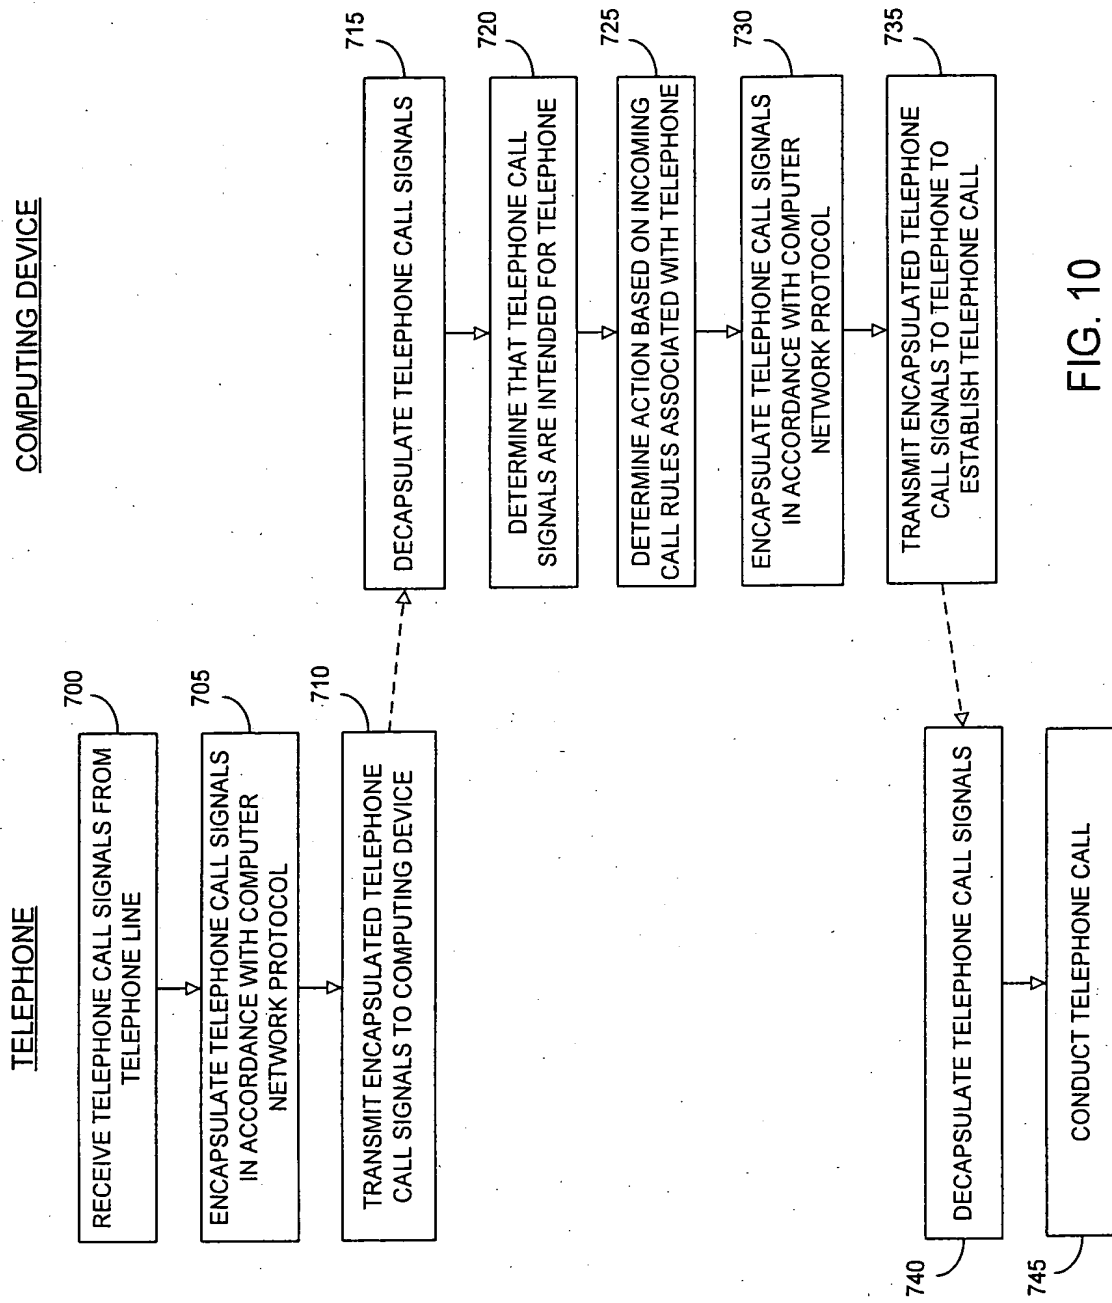 TELEPHONE
COMPUTING DEVICE
700
RECEIVE TELEPHONE CALL SIGNALS FROM
TELEPHONE LINE
705
ENCAPSULATE TELEPHONE CALL SIGNALS
IN ACCORDANCE WITH COMPUTER
NETWORK PROTOCOL
710
TRANSMIT ENCAPSULATED TELEPHONE
CALL SIGNALS TO COMPUTING DEVICE
715
DECAPSULATE TELEPHONE CALL SIGNALS
720
DETERMINE THAT TELEPHONE CALL
SIGNALS ARE INTENDED FOR TELEPHONE
725
DETERMINE ACTION BASED ON INCOMING
CALL RULES ASSOCIATED WITH TELEPHONE
730
ENCAPSULATE TELEPHONE CALL SIGNALS
IN ACCORDANCE WITH COMPUTER
NETWORK PROTOCOL
735
TRANSMIT ENCAPSULATED TELEPHONE
CALL SIGNALS TO TELEPHONE TO
ESTABLISH TELEPHONE CALL
740
DECAPSULATE TELEPHONE CALL SIGNALS
745
CONDUCT TELEPHONE CALL
FIG. 10